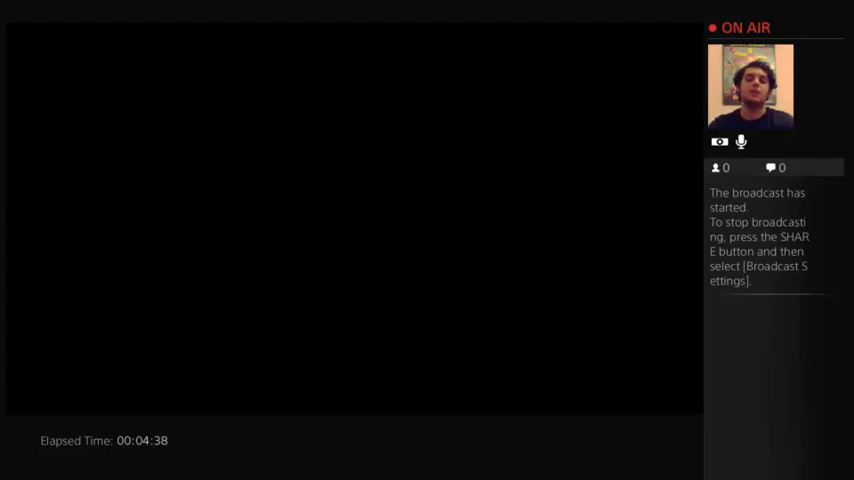 ON AIR
0 0
The broadcast has
started.
To stop broadcasti
ng, press the SHAR
E button and then
select [Broadcast S
ettings].
Elapsed Time: 00:04:38